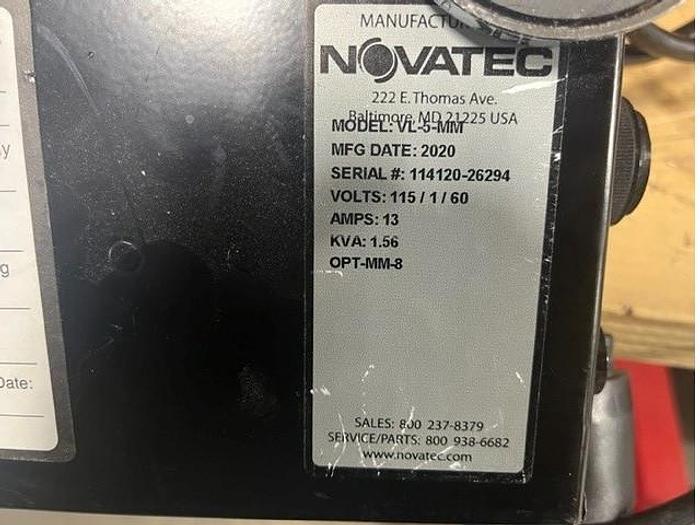 MANUFACTU
NOVATEC
222 E. Thomas Ave.
Baltimore, MD 21225 USA
MODEL: VL-5-MM
MFG DATE: 2020
SERIAL #: 114120-26294
VOLTS: 115 / 1 / 60
AMPS: 13
KVA: 1.56
OPT-MM-8
SALES: 800 237-8379
SERVICE/PARTS: 800 938-6682
www.novatec.com
Date: